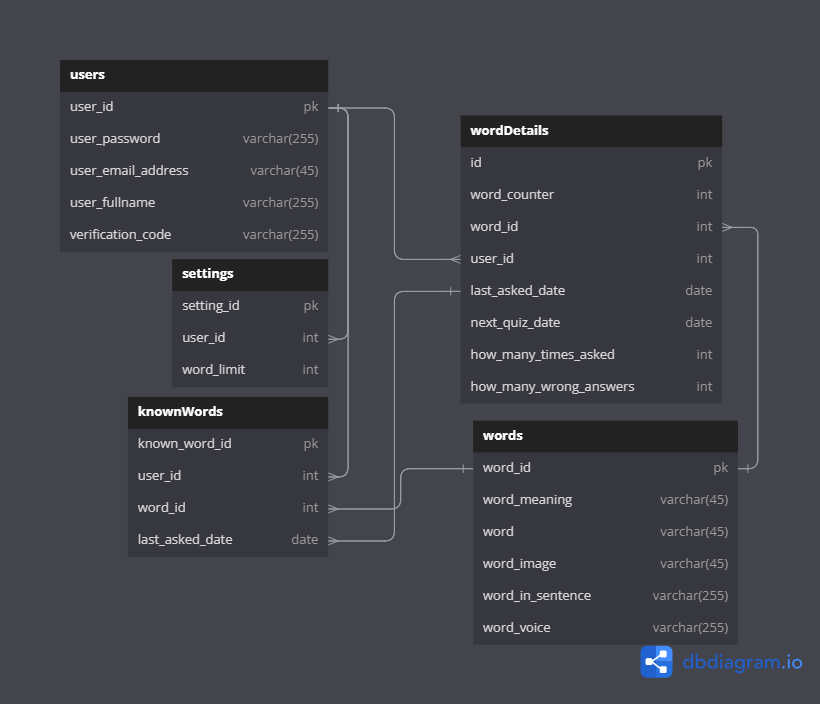 users
user_id pk
user_password varchar(255)
user_email_address varchar(45)
user_fullname varchar(255)
verification_code varchar(255)
settings
setting_id pk
user_id int
word_limit int
knownWords
known_word_id pk
user_id int
word_id int
last_asked_date date
wordDetails
id pk
word_counter int
word_id int
user_id int
last_asked_date date
next_quiz_date date
how_many_times_asked int
how_many_wrong_answers int
words
word_id pk
word_meaning varchar(45)
word varchar(45)
word_image varchar(45)
word_in_sentence varchar(255)
word_voice varchar(255)
dbdiagram.io